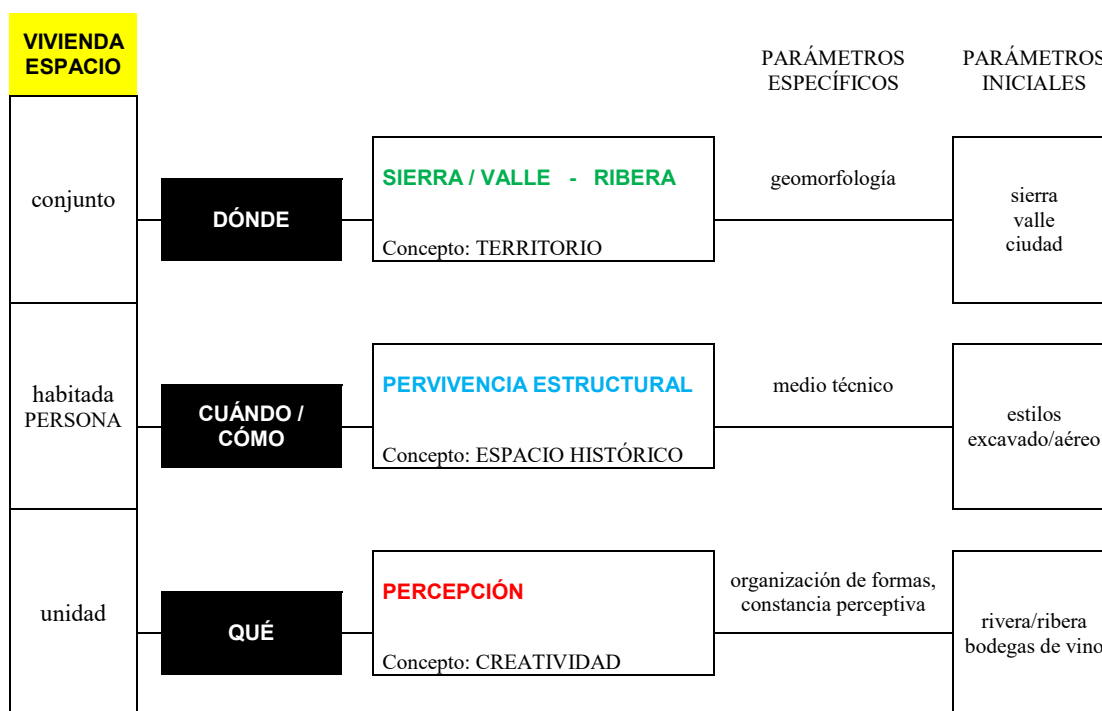 VIVIENDA
ESPACIO
PARÁMETROS
ESPECÍFICOS
PARÁMETROS
INICIALES
conjunto
DÓNDE
SIERRA / VALLE - RIBERA
Concepto: TERRITORIO
geomorfología
sierra
valle
ciudad
habitada
PERSONA
CUÁNDO /
CÓMO
PERVIVENCIA ESTRUCTURAL
Concepto: ESPACIO HISTÓRICO
medio técnico
estilos
excavado/aéreo
unidad
QUÉ
PERCEPCIÓN
Concepto: CREATIVIDAD
organización de formas,
constancia perceptiva
rivera/ribera
bodegas de vino